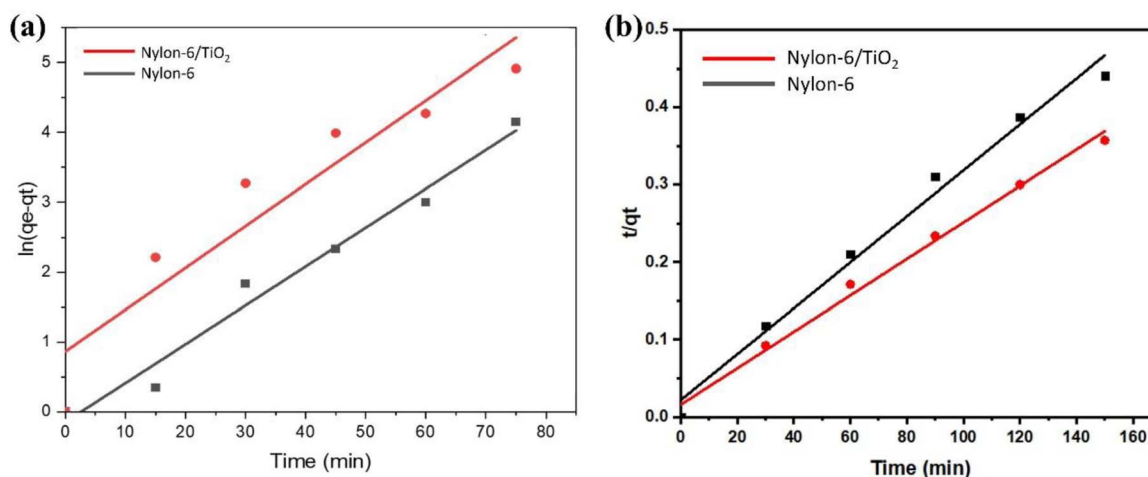 (a)
Nylon-6/TiO₂
Nylon-6
ln(qe-qt)
5
4
3
2
1
0
0 10 20 30 40 50 60 70 80
Time (min)
(b)
Nylon-6/TiO₂
Nylon-6
t/qt
0.5
0.4
0.3
0.2
0.1
0.0
0 20 40 60 80 100 120 140 160
Time (min)